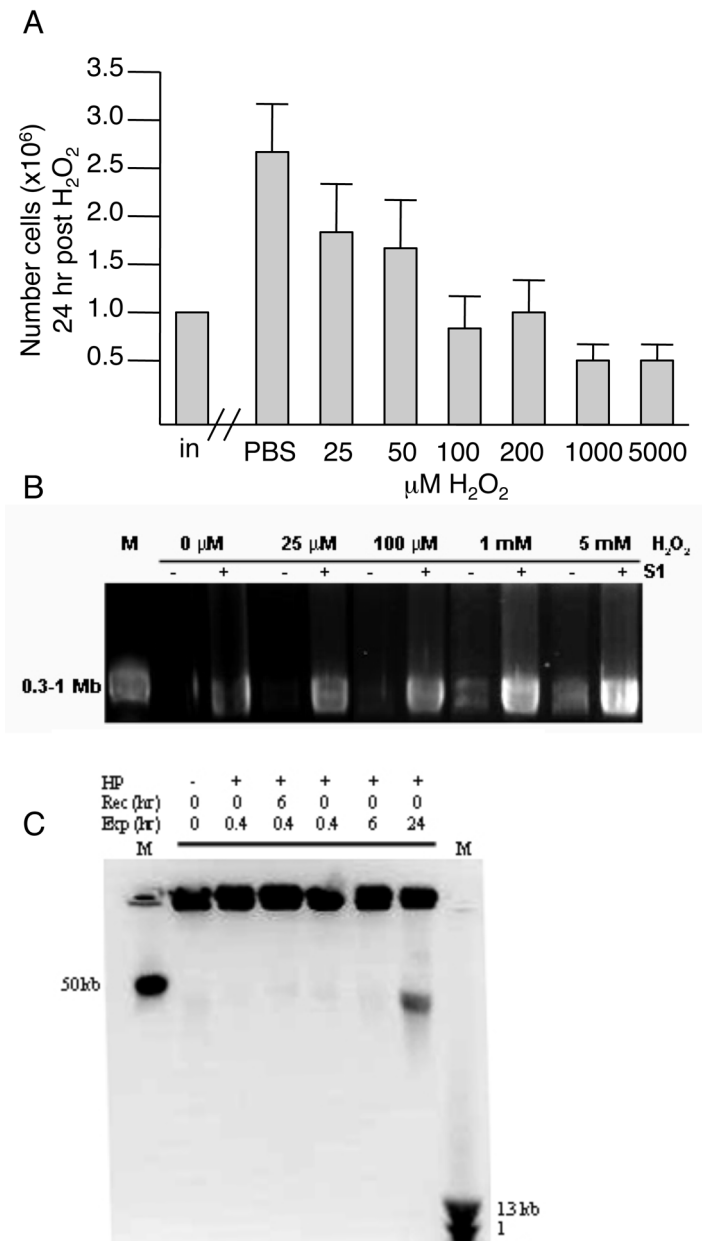 A
Number cells (x10⁶)
24 hr post H₂O₂
3.5
3.0
2.5
2.0
1.5
1.0
0.5
in PBS 25 50 100 200 1000 5000
μM H₂O₂
B
M 0 μM 25 μM 100 μM 1 mM 5 mM H₂O₂
- + - + - + - + - + S1
0.3-1 Mb
C
HP - + + + + +
Rec (hr) 0 0 6 0 0 0
Exp (hr) 0 0.4 0.4 0.4 6 24
M M
50kb
13kb
1